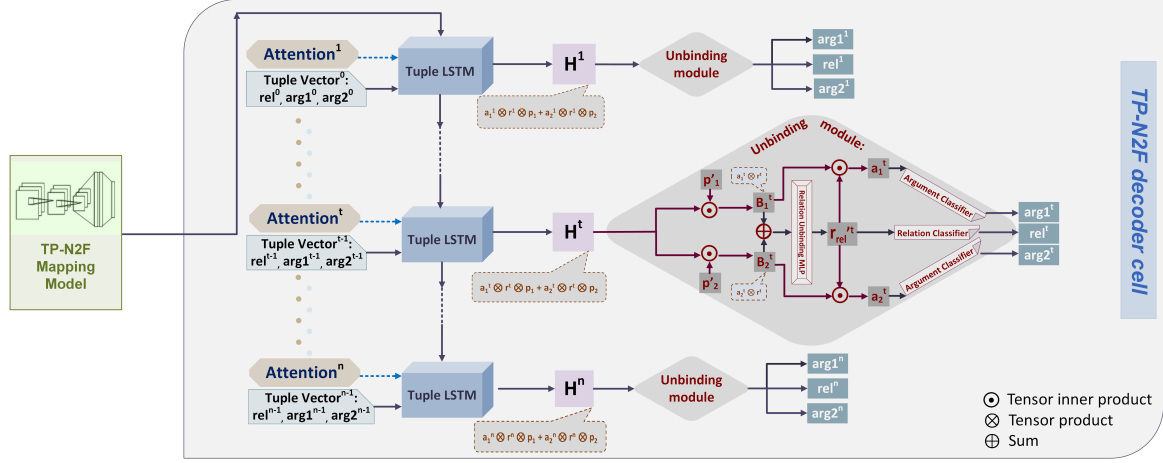 TP-N2F
Mapping
Model
Attention¹
Tuple Vector⁰:
rel⁰, arg1⁰, arg2⁰
Tuple LSTM
H¹
a₁¹ ⊗ r¹ ⊗ p₁ + a₂¹ ⊗ r¹ ⊗ p₂
Unbinding
module
arg1¹
rel¹
arg2¹
Attentionᵗ
Tuple Vectorᵗ⁻¹:
relᵗ⁻¹, arg1ᵗ⁻¹, arg2ᵗ⁻¹
Tuple LSTM
Hᵗ
a₁ᵗ ⊗ rᵗ ⊗ p₁ + a₂ᵗ ⊗ rᵗ ⊗ p₂
Unbinding module:
p'₁
a₁ᵗ ⊗ rᵗ
B₁ᵗ
B₂ᵗ
p'₂
a₂ᵗ ⊗ rᵗ
Relation Unbinding MLP
a₁ᵗ
r_rel'ᵗ
a₂ᵗ
Argument Classifier
Relation Classifier
Argument Classifier
arg1ᵗ
relᵗ
arg2ᵗ
Attentionⁿ
Tuple Vectorⁿ⁻¹:
relⁿ⁻¹, arg1ⁿ⁻¹, arg2ⁿ⁻¹
Tuple LSTM
Hⁿ
a₁ⁿ ⊗ rⁿ ⊗ p₁ + a₂ⁿ ⊗ rⁿ ⊗ p₂
Unbinding
module
arg1ⁿ
relⁿ
arg2ⁿ
TP-N2F decoder cell
⊙ Tensor inner product
⊗ Tensor product
⊕ Sum